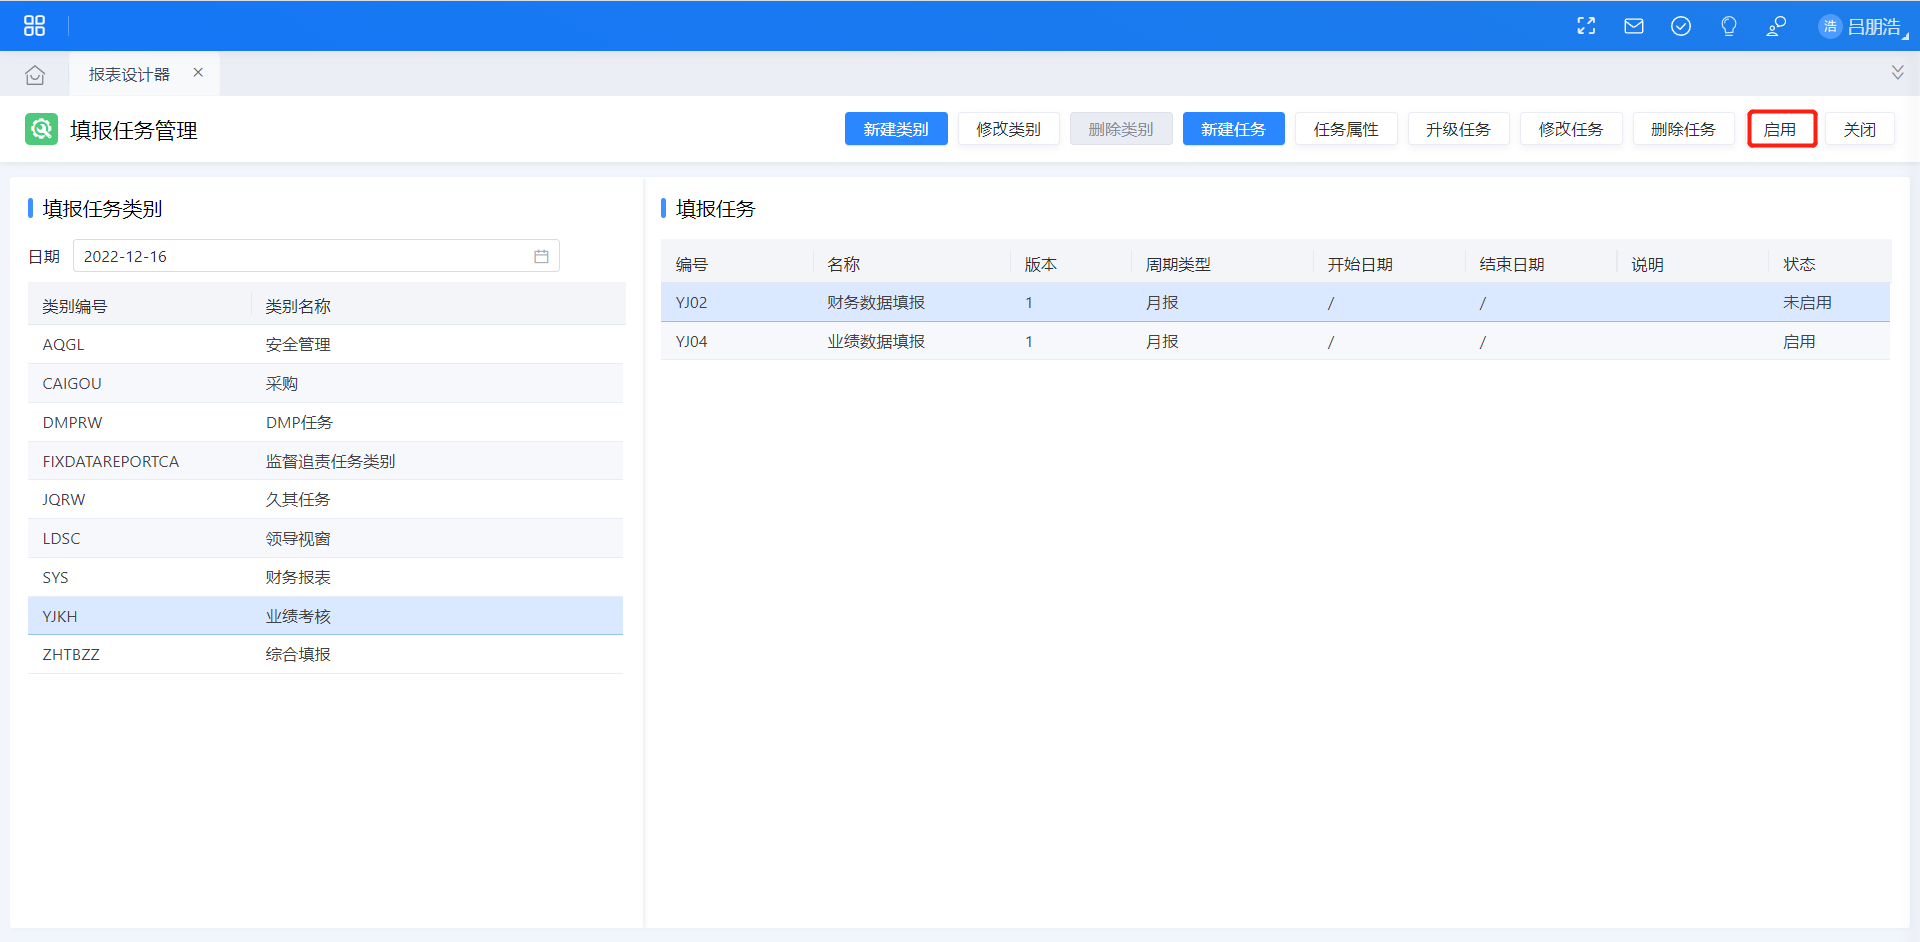 浩 吕朋浩
报表设计器
填报任务管理
新建类别 修改类别 删除类别 新建任务 任务属性 升级任务 修改任务 删除任务 启用 关闭
填报任务类别
日期 2022-12-16
类别编号 类别名称
AQGL 安全管理
CAIGOU 采购
DMPRW DMP任务
FIXDATAREPORTCA 监督追责任务类别
JQRW 久其任务
LDSC 领导视窗
SYS 财务报表
YJKH 业绩考核
ZHTBZZ 综合填报
填报任务
编号 名称 版本 周期类型 开始日期 结束日期 说明 状态
YJ02 财务数据填报 1 月报 / / 未启用
YJ04 业绩数据填报 1 月报 / / 启用